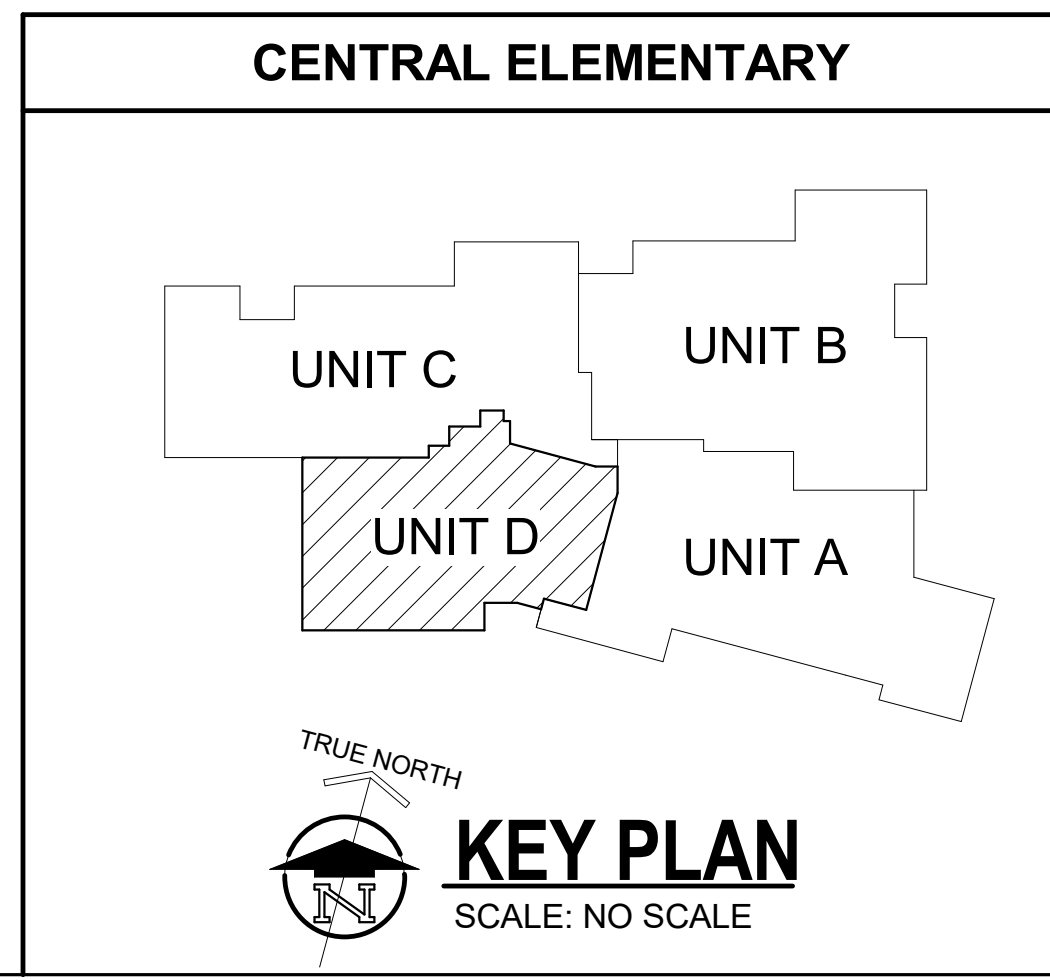 CENTRAL ELEMENTARY
UNIT B
UNIT C
UNIT D
UNIT A
TRUE NORTH
N
KEY PLAN
SCALE: NO SCALE